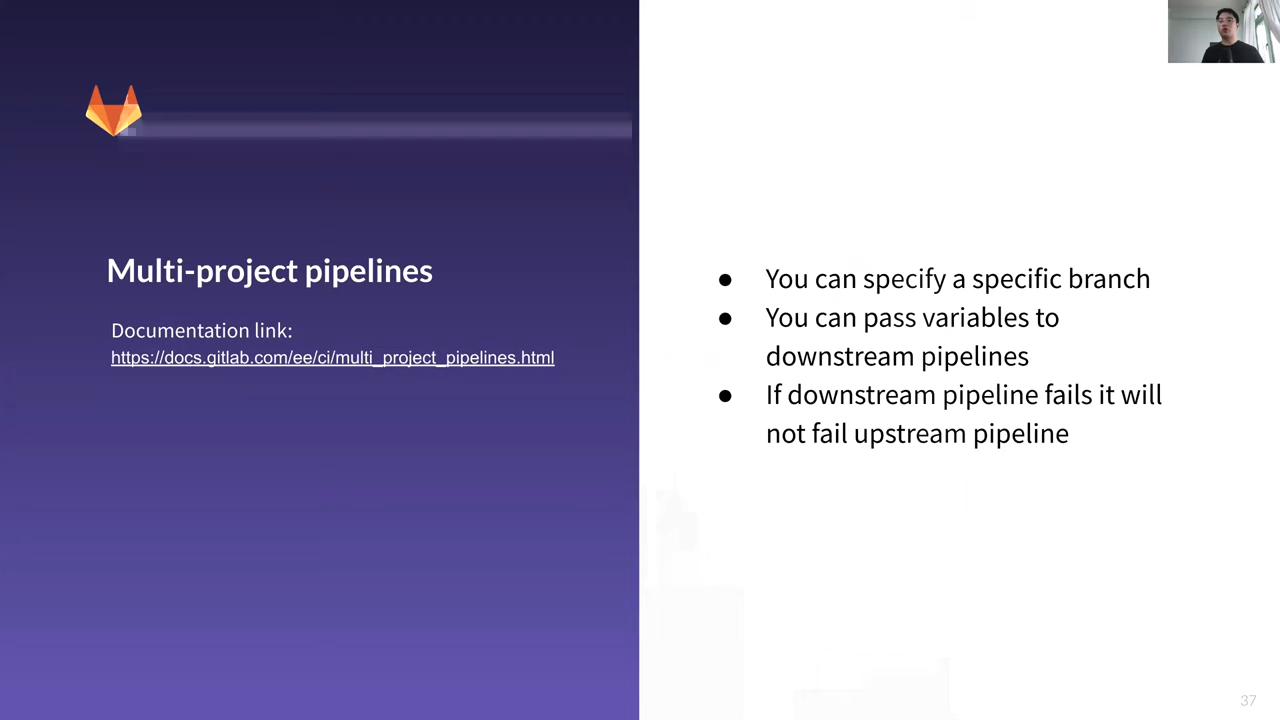 Multi-project pipelines
Documentation link:
https://docs.gitlab.com/ee/ci/multi_project_pipelines.html
● You can specify a specific branch
● You can pass variables to
downstream pipelines
● If downstream pipeline fails it will
not fail upstream pipeline
37